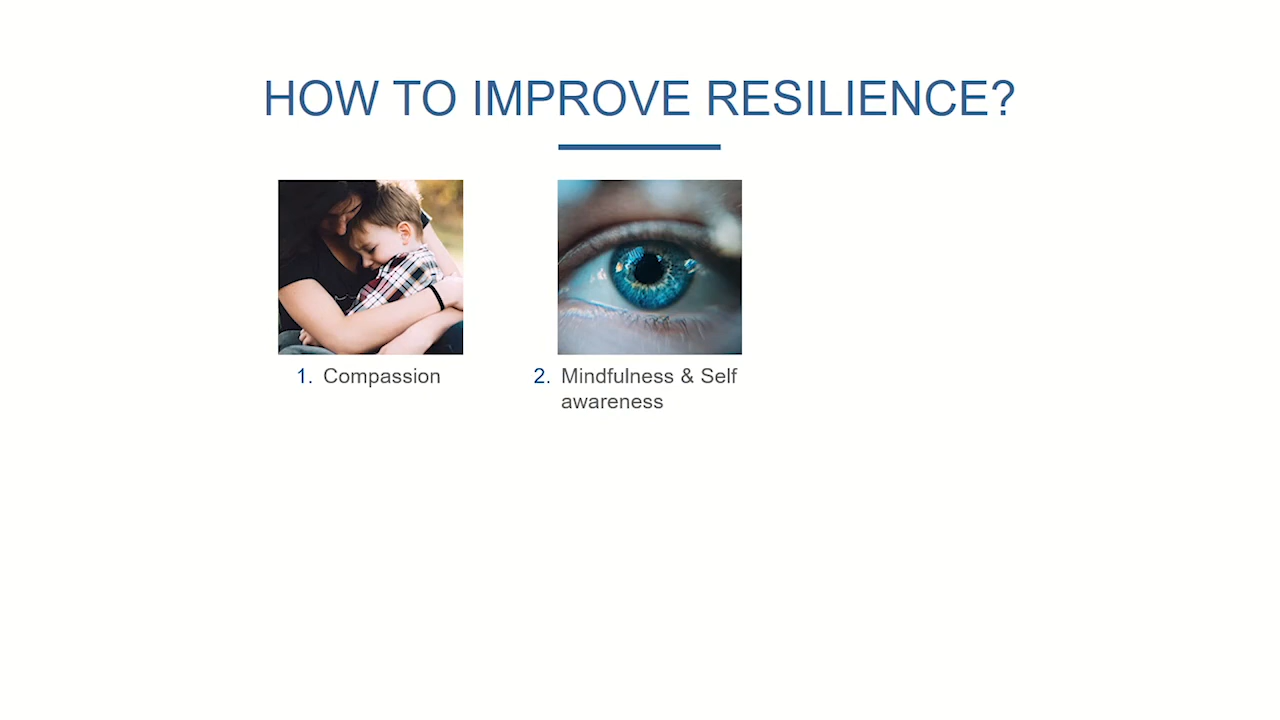 HOW TO IMPROVE RESILIENCE?
1. Compassion
2. Mindfulness & Self
awareness